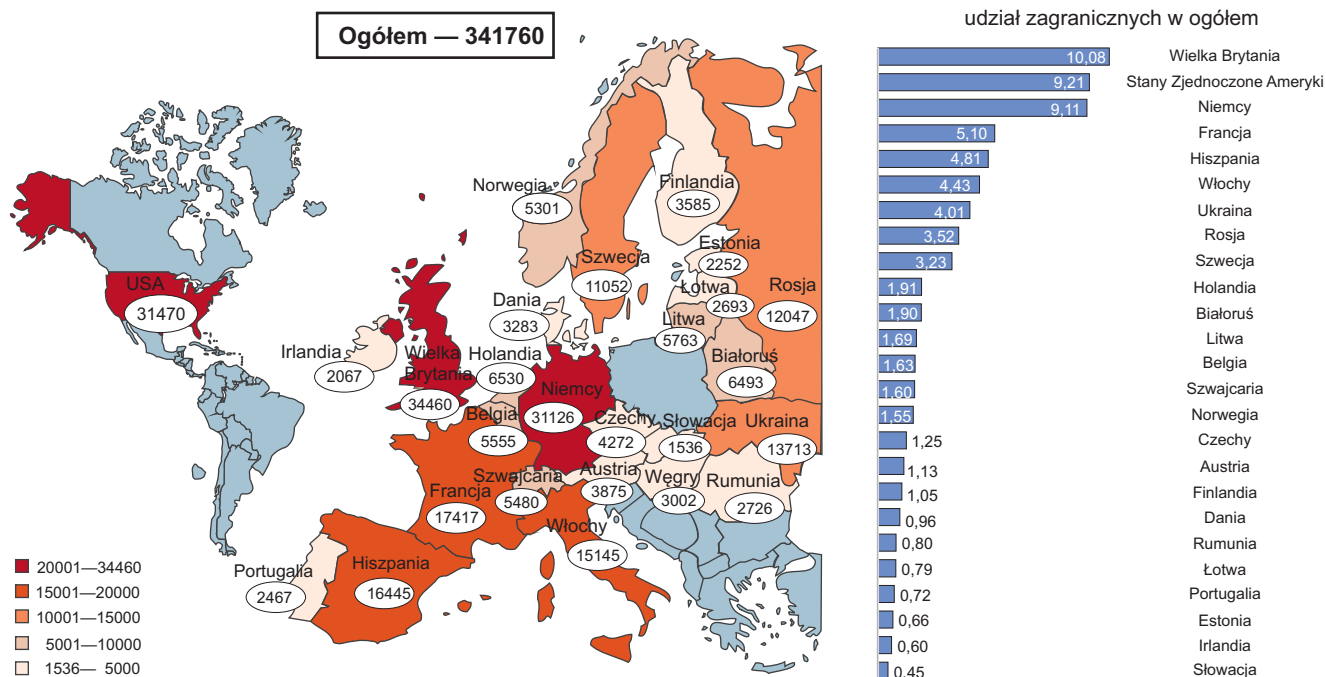 Ogółem — 341760
udział zagranicznych w ogółem
USA
31470
Norwegia
5301
Finlandia
3585
Szwecja
11052
Estonia
2252
Łotwa
2693
Rosja
12047
Dania
3283
Litwa
5763
Irlandia
2067
Wielka
Brytania
34460
Holandia
6530
Białoruś
6493
Niemcy
31126
Belgia
5555
Czechy
4272
Słowacja
1536
Ukraina
13713
Szwajcaria
5480
Austria
3875
Węgry
3002
Rumunia
2726
Francja
17417
Włochy
15145
Portugalia
2467
Hiszpania
16445
20001—34460
15001—20000
10001—15000
5001—10000
1536— 5000
10,08 Wielka Brytania
9,21 Stany Zjednoczone Ameryki
9,11 Niemcy
5,10 Francja
4,81 Hiszpania
4,43 Włochy
4,01 Ukraina
3,52 Rosja
3,23 Szwecja
1,91 Holandia
1,90 Białoruś
1,69 Litwa
1,63 Belgia
1,60 Szwajcaria
1,55 Norwegia
1,25 Czechy
1,13 Austria
1,05 Finlandia
0,96 Dania
0,80 Rumunia
0,79 Łotwa
0,72 Portugalia
0,66 Estonia
0,60 Irlandia
0,45 Słowacja